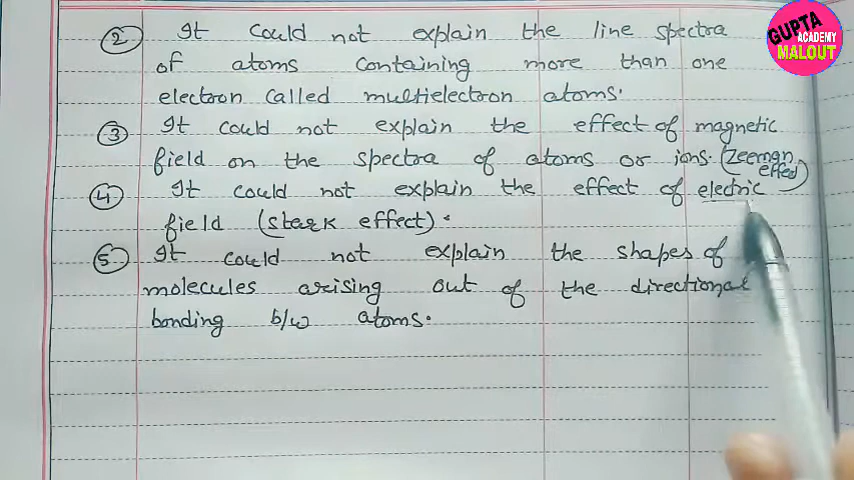 ② It could not explain the line spectra
of atoms containing more than one
electron called multielectron atoms.
③ It could not explain the effect of magnetic
field on the spectra of atoms or ions. (Zeeman effect)
④ It could not explain the effect of electric
field (stark effect).
⑤ It could not explain the shapes of
molecules arising out of the directional
bonding b/w atoms.
GUPTA
ACADEMY
MALOUT